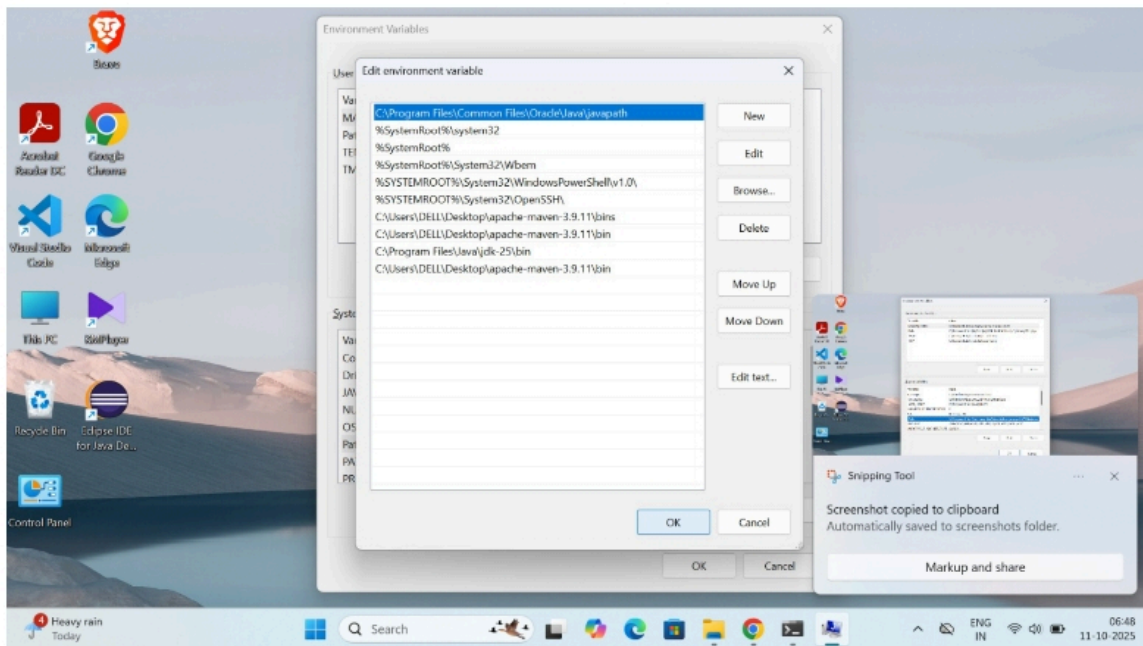 Brave
Acrobat
Reader DC
Google
Chrome
Visual Studio
Code
Microsoft
Edge
This PC
Recycle Bin
Eclipse IDE
for Java De...
Control Panel
Environment Variables
User
Edit environment variable
C:\Program Files\Common Files\Oracle\Java\javapath
%SystemRoot%\system32
%SystemRoot%
%SystemRoot%\System32\Wbem
%SYSTEMROOT%\System32\WindowsPowerShell\v1.0\
%SYSTEMROOT%\System32\OpenSSH\
C:\Users\DELL\Desktop\apache-maven-3.9.11\bins
C:\Users\DELL\Desktop\apache-maven-3.9.11\bin
C:\Program Files\Java\jdk-25\bin
C:\Users\DELL\Desktop\apache-maven-3.9.11\bin
New
Edit
Browse...
Delete
Move Up
Move Down
Edit text...
OK
Cancel
Syste
OK
Cancel
Snipping Tool
Screenshot copied to clipboard
Automatically saved to screenshots folder.
Markup and share
4
Heavy rain
Today
Search
ENG
IN
06:48
11-10-2025